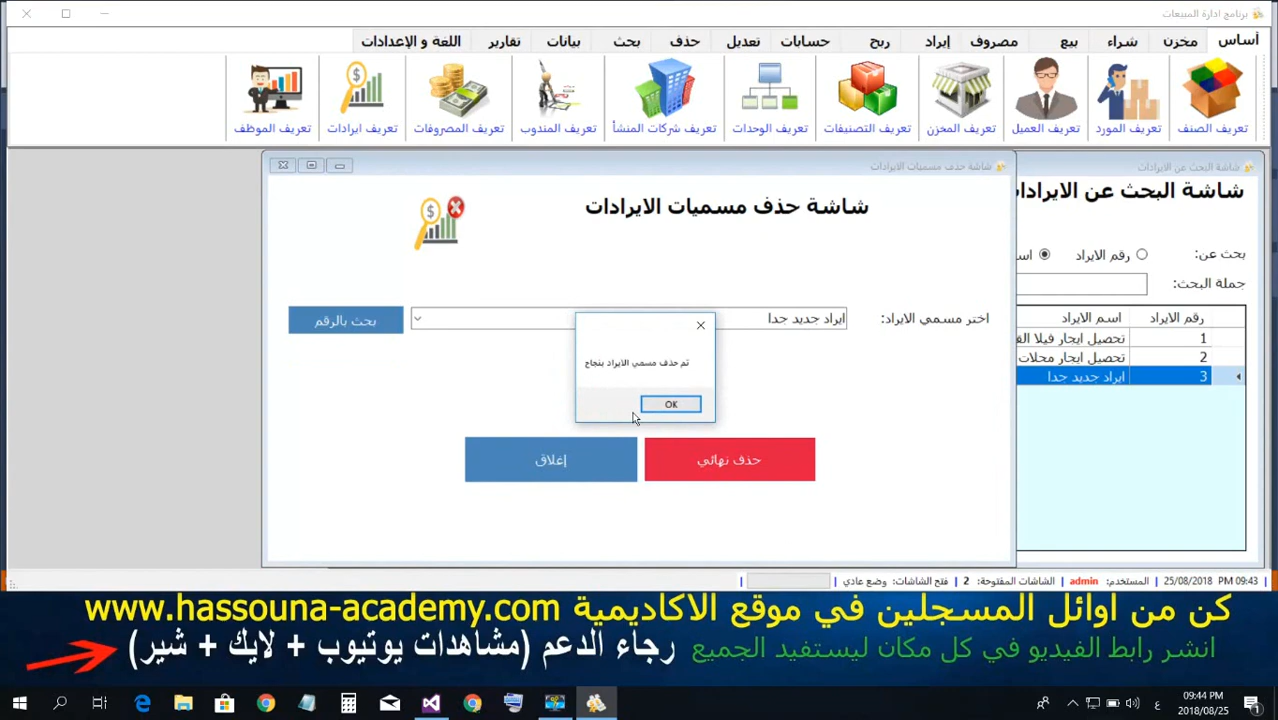 برنامج ادارة المبيعات
أساس مخزن شراء بيع مصروف إيراد ربح حسابات تعديل حذف بحث بيانات تقارير اللغة و الإعدادات
تعريف الصنف تعريف المورد تعريف العميل تعريف المخزن تعريف التصنيفات تعريف الوحدات تعريف شركات المنشأ تعريف المندوب تعريف المصروفات تعريف ايرادات تعريف الموظف
شاشة البحث عن الايرادات
شاشة حذف مسميات الايرادات
شاشة البحث عن الايرادا
شاشة حذف مسميات الايرادات
بحث عن: رقم الايراد اس
جملة البحث:
رقم الايراد اسم الايراد
1 تحصيل ايجار فيلا الق
2 تحصيل ايجار محلات
3 ايراد جديد جدا
اختر مسمي الايراد: ايراد جديد جدا بحث بالرقم
تم حذف مسمي الايراد بنجاح
OK
حذف نهائي إغلاق
25/08/2018 09:43 PM | المستخدم: admin | الشاشات المفتوحة: 2 | فتح الشاشات: وضع عادي |
كن من اوائل المسجلين في موقع الاكاديمية www.hassouna-academy.com
انشر رابط الفيديو في كل مكان ليستفيد الجميع رجاء الدعم (مشاهدات يوتيوب + لايك + شير)
ع 09:44 PM
2018/08/25
1